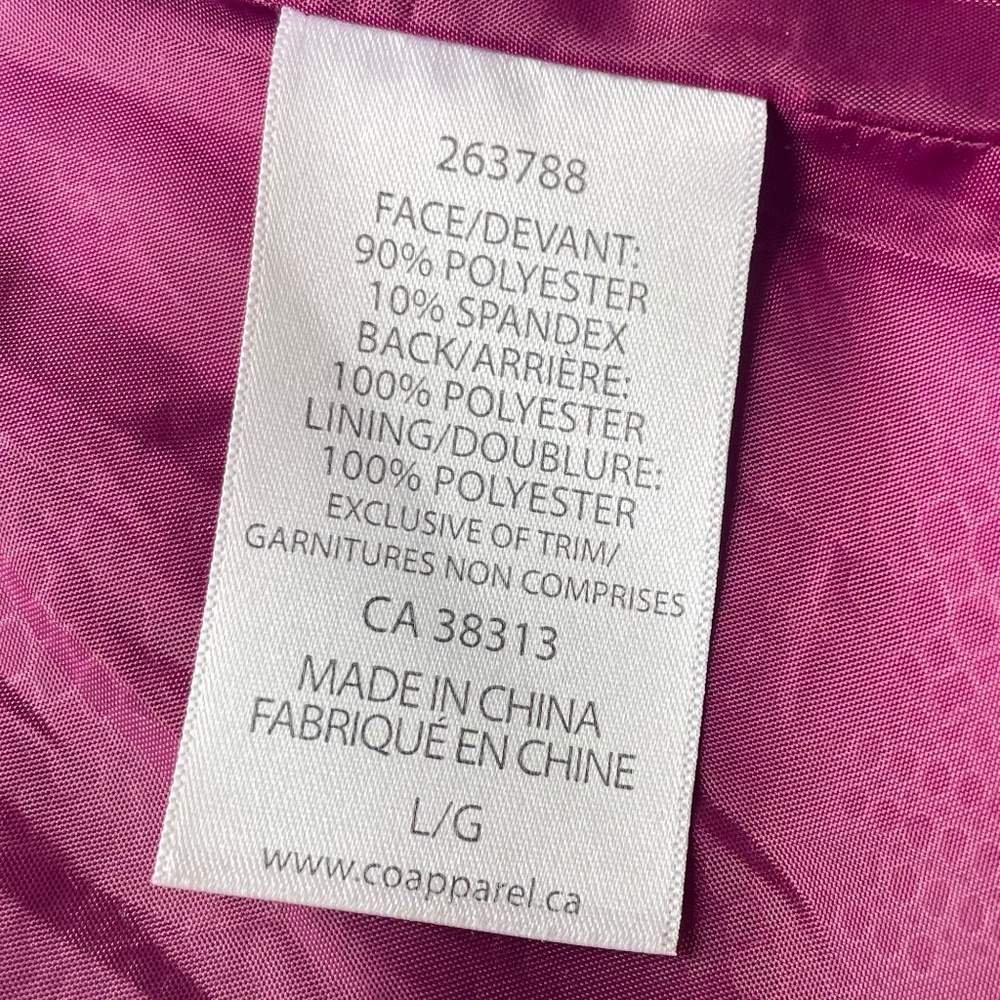 263788
FACE/DEVANT:
90% POLYESTER
10% SPANDEX
BACK/ARRIÈRE:
100% POLYESTER
LINING/DOUBLURE:
100% POLYESTER
EXCLUSIVE OF TRIM/
GARNITURES NON COMPRISES
CA 38313
MADE IN CHINA
FABRIQUÉ EN CHINE
L/G
www.coapparel.ca